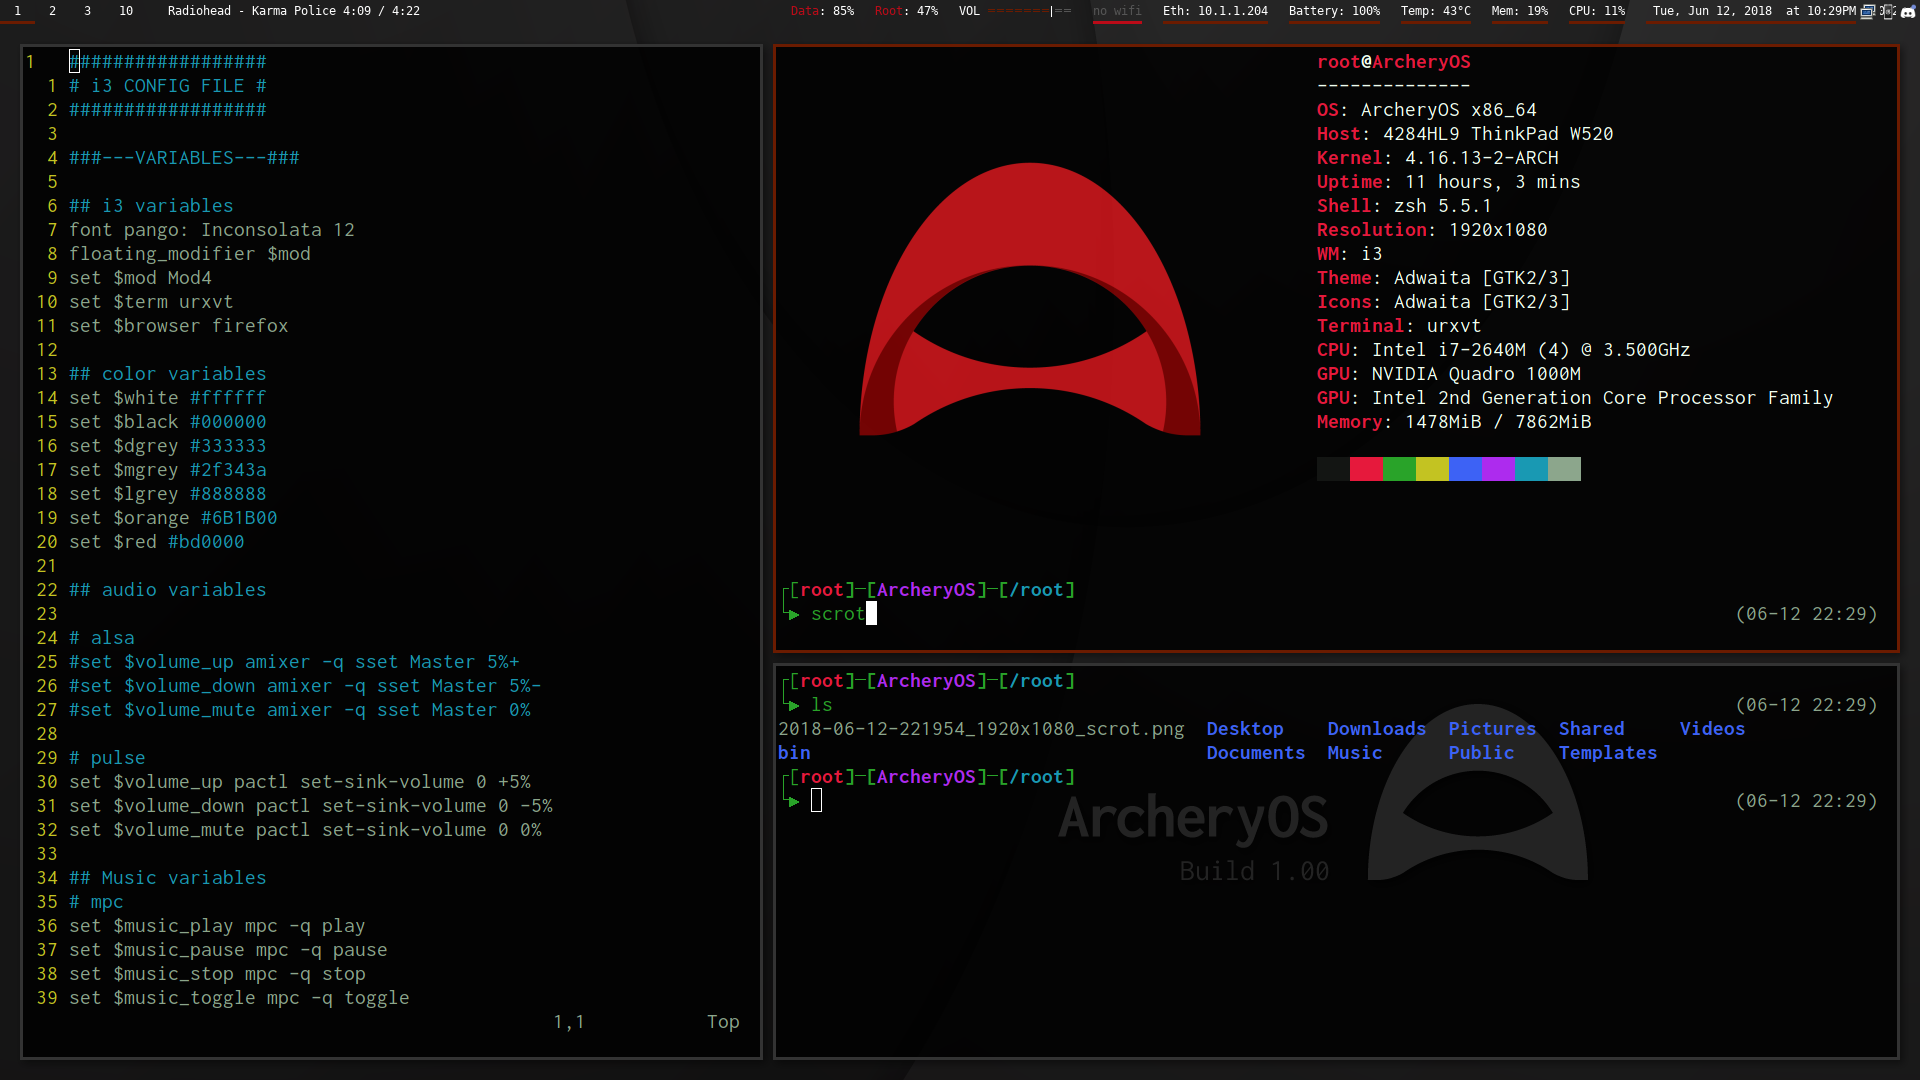 1 2 3 10 Radiohead - Karma Police 4:09 / 4:22 Data: 85% Root: 47% VOL -------|-- no wifi Eth: 10.1.1.204 Battery: 100% Temp: 43°C Mem: 19% CPU: 11% Tue, Jun 12, 2018 at 10:29PM
1 ##################
1 # i3 CONFIG FILE #
2 ##################
3
4 ###---VARIABLES---###
5
6 ## i3 variables
7 font pango: Inconsolata 12
8 floating_modifier $mod
9 set $mod Mod4
10 set $term urxvt
11 set $browser firefox
12
13 ## color variables
14 set $white #ffffff
15 set $black #000000
16 set $dgrey #333333
17 set $mgrey #2f343a
18 set $lgrey #888888
19 set $orange #6B1B00
20 set $red #bd0000
21
22 ## audio variables
23
24 # alsa
25 #set $volume_up amixer -q sset Master 5%+
26 #set $volume_down amixer -q sset Master 5%-
27 #set $volume_mute amixer -q sset Master 0%
28
29 # pulse
30 set $volume_up pactl set-sink-volume 0 +5%
31 set $volume_down pactl set-sink-volume 0 -5%
32 set $volume_mute pactl set-sink-volume 0 0%
33
34 ## Music variables
35 # mpc
36 set $music_play mpc -q play
37 set $music_pause mpc -q pause
38 set $music_stop mpc -q stop
39 set $music_toggle mpc -q toggle
1,1 Top
root@ArcheryOS
--------------
OS: ArcheryOS x86_64
Host: 4284HL9 ThinkPad W520
Kernel: 4.16.13-2-ARCH
Uptime: 11 hours, 3 mins
Shell: zsh 5.5.1
Resolution: 1920x1080
WM: i3
Theme: Adwaita [GTK2/3]
Icons: Adwaita [GTK2/3]
Terminal: urxvt
CPU: Intel i7-2640M (4) @ 3.500GHz
GPU: NVIDIA Quadro 1000M
GPU: Intel 2nd Generation Core Processor Family
Memory: 1478MiB / 7862MiB
┌[root]─[ArcheryOS]─[/root]
└▶ scrot (06-12 22:29)
┌[root]─[ArcheryOS]─[/root]
└▶ ls (06-12 22:29)
2018-06-12-221954_1920x1080_scrot.png Desktop Downloads Pictures Shared Videos
bin Documents Music Public Templates
┌[root]─[ArcheryOS]─[/root]
└▶ (06-12 22:29)
ArcheryOS
Build 1.00